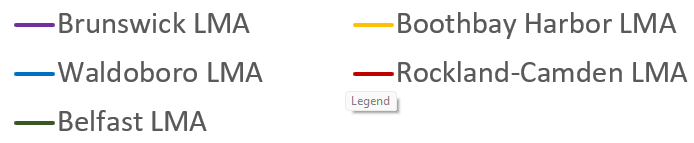 Brunswick LMA
Boothbay Harbor LMA
Waldoboro LMA
Rockland-Camden LMA
Legend
Belfast LMA